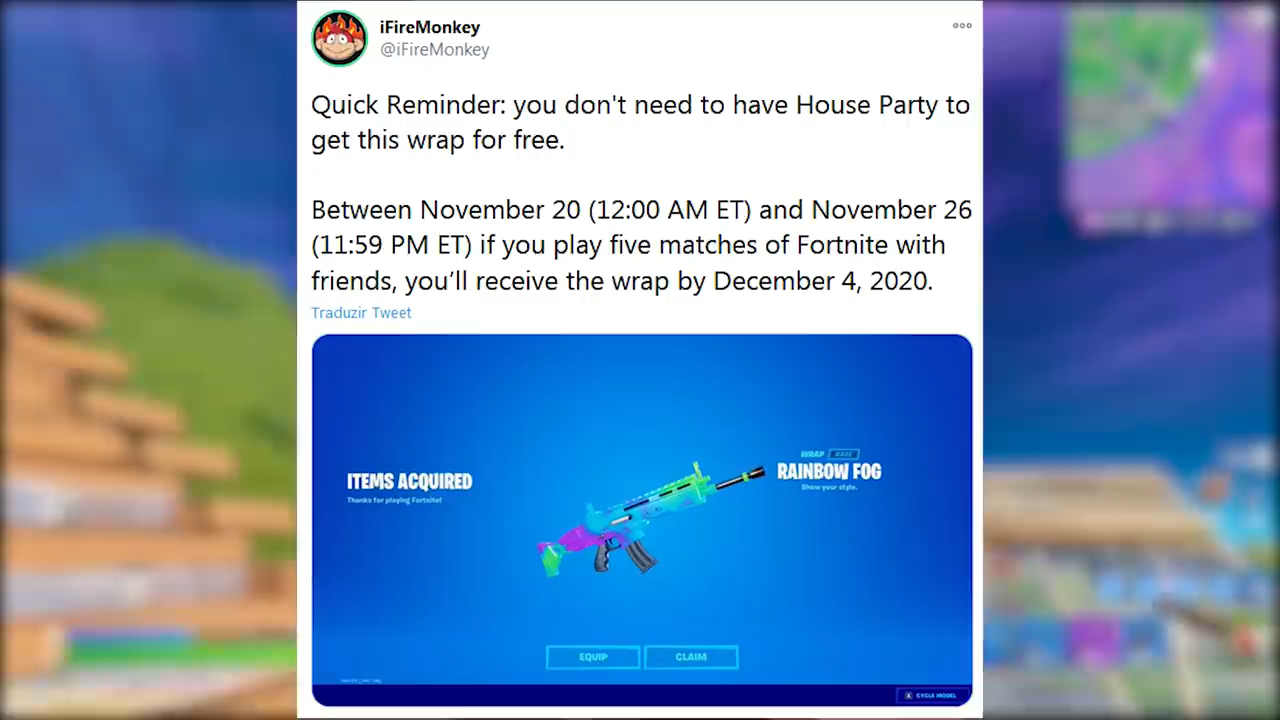 iFireMonkey
@iFireMonkey
Quick Reminder: you don't need to have House Party to
get this wrap for free.
Between November 20 (12:00 AM ET) and November 26
(11:59 PM ET) if you play five matches of Fortnite with
friends, you’ll receive the wrap by December 4, 2020.
Traduzir Tweet
WRAP RARE
ITEMS ACQUIRED
RAINBOW FOG
Thanks for playing Fortnite!
Show your style.
EQUIP
CLAIM
CYCLE MODEL